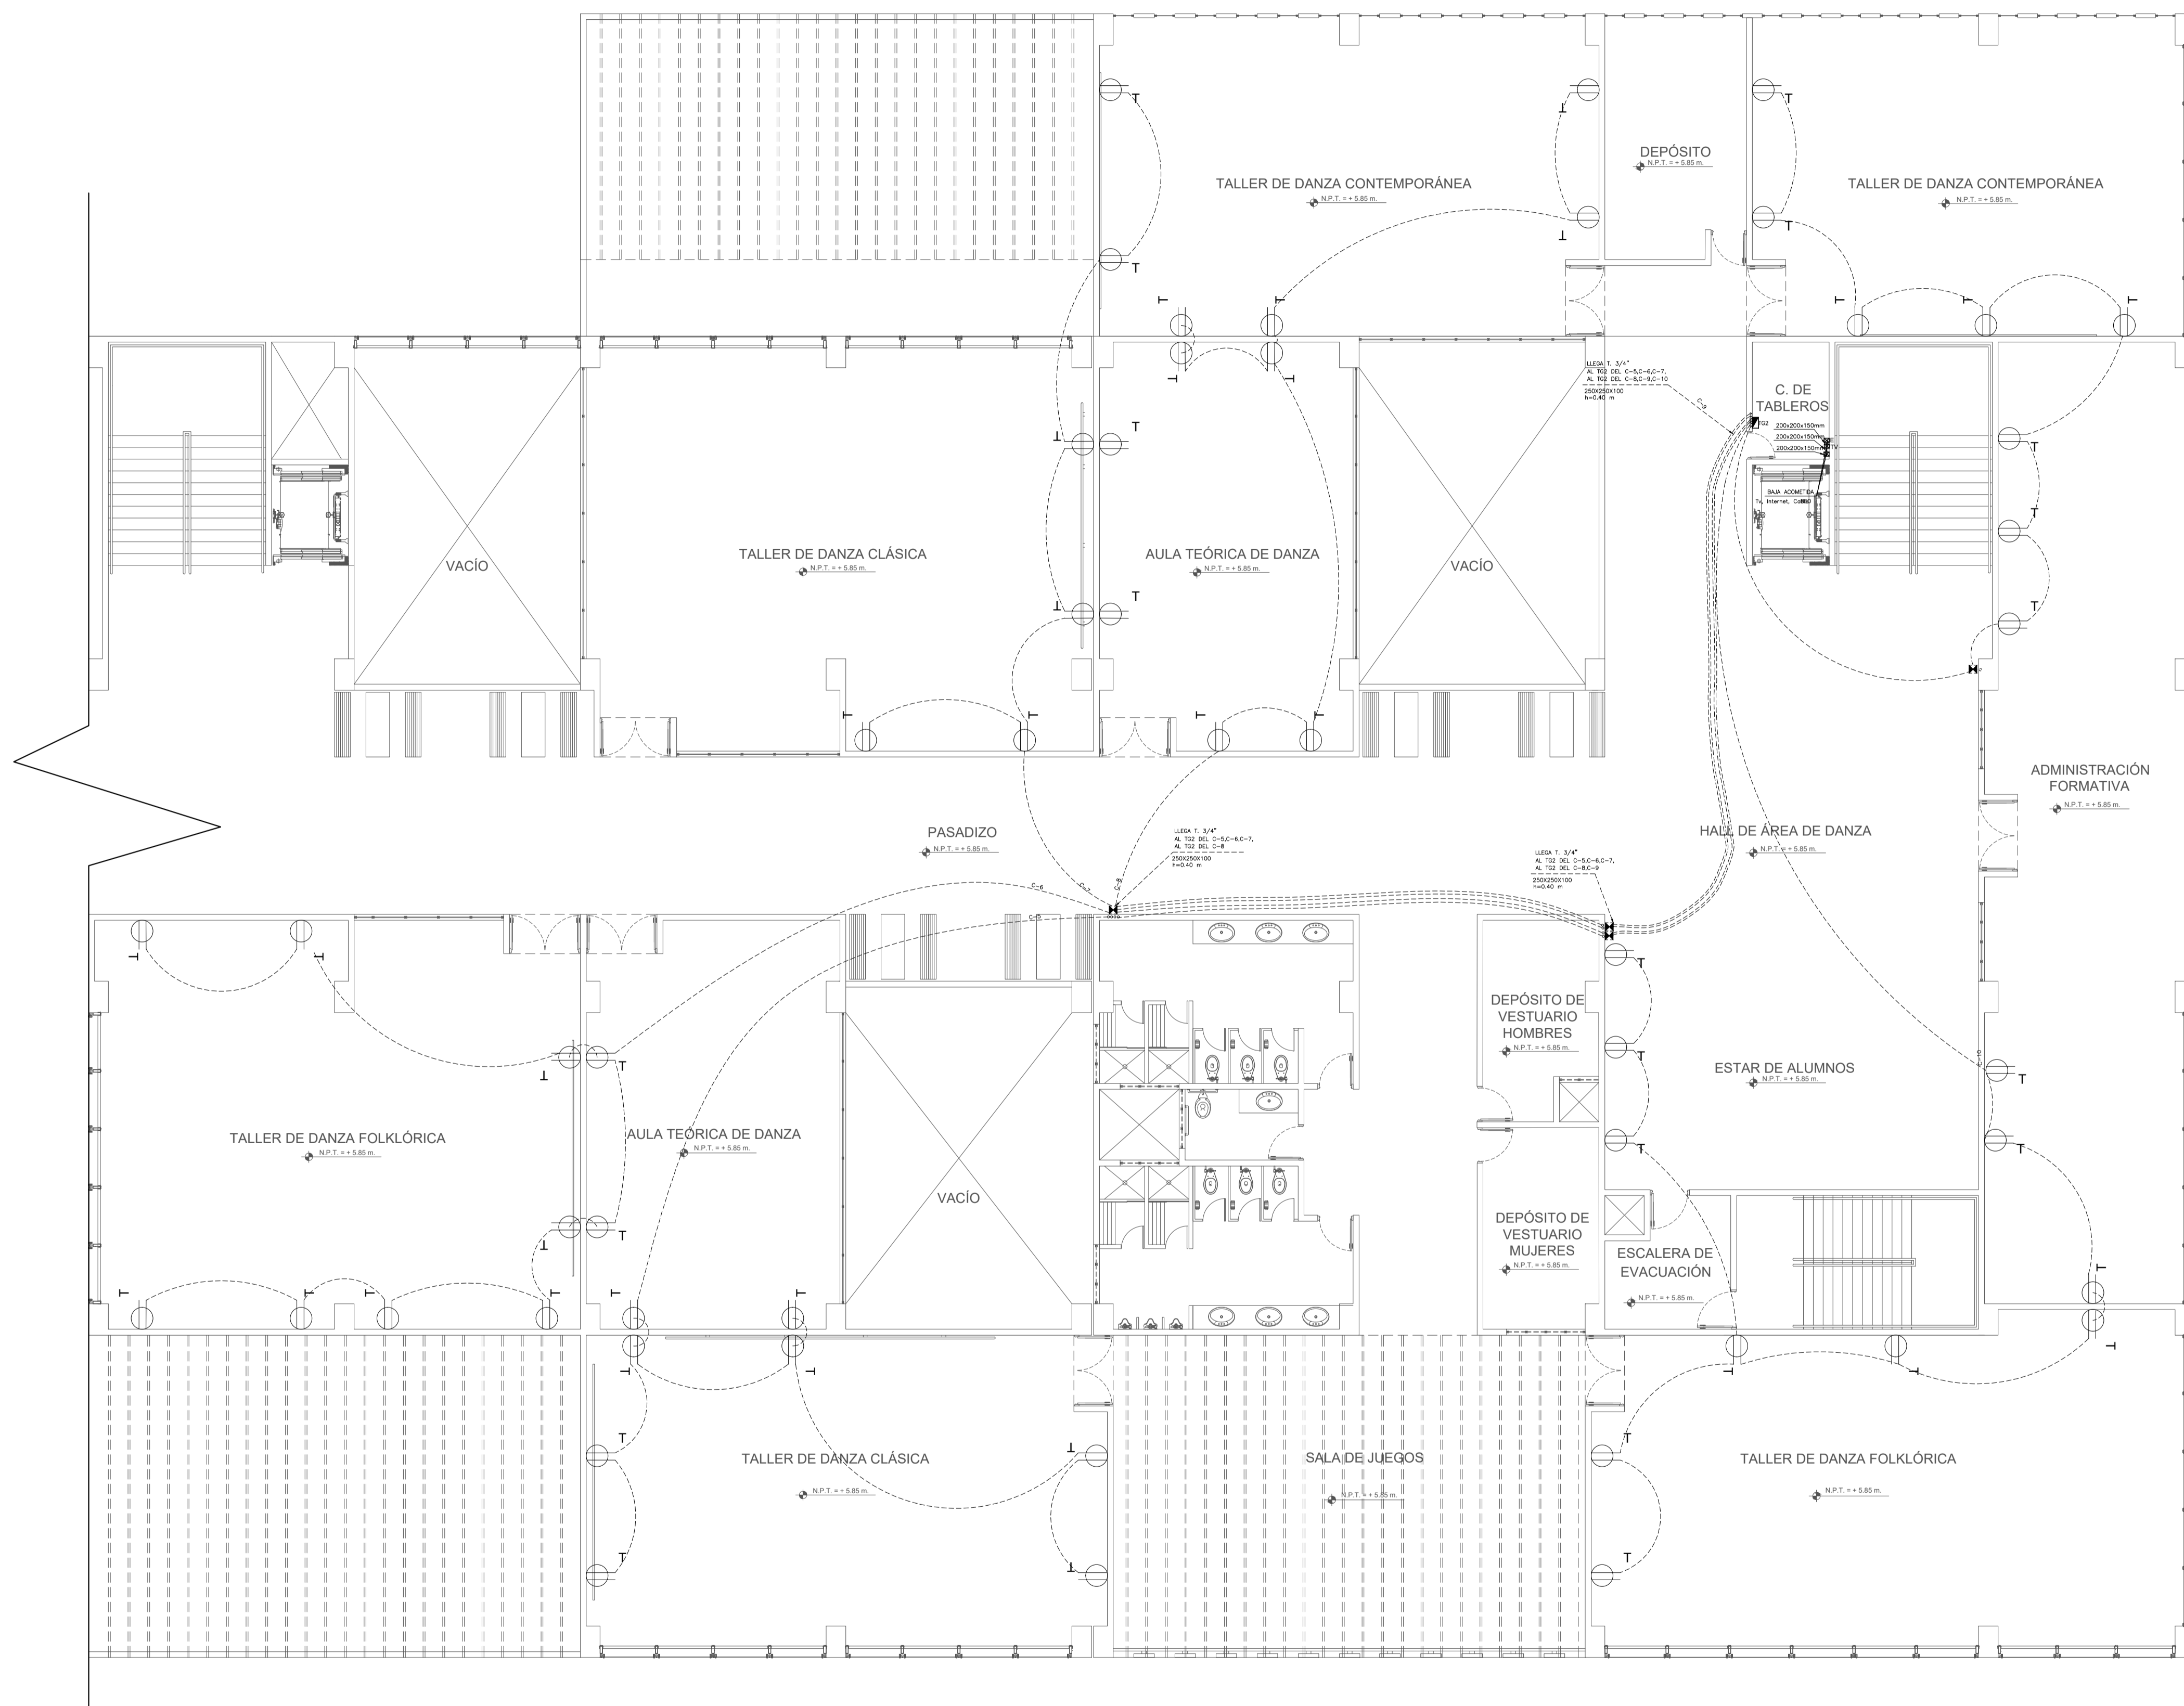 DEPÓSITO
N.P.T. = + 5.85 m.
TALLER DE DANZA CONTEMPORÁNEA
N.P.T. = + 5.85 m.
TALLER DE DANZA CONTEMPORÁNEA
N.P.T. = + 5.85 m.
LLEGA T. 3/4"
AL TG2 DEL C-5,C-6,C-7,
AL TG2 DEL C-8,C-9,C-10
250X250X100
h=0.40 m
C-9
C. DE
TABLEROS
TG2
200x200x150mm
200x200x150mm
200x200x150mm
TV
BAJA ACOMETIDA
Tv, Internet,
VACÍO
TALLER DE DANZA CLÁSICA
N.P.T. = + 5.85 m.
AULA TEÓRICA DE DANZA
N.P.T. = + 5.85 m.
VACÍO
ADMINISTRACIÓN
FORMATIVA
N.P.T. = + 5.85 m.
PASADIZO
N.P.T. = + 5.85 m.
LLEGA T. 3/4"
AL TG2 DEL C-5,C-6,C-7,
AL TG2 DEL C-8
250X250X100
h=0.40 m
HALL DE ÁREA DE DANZA
N.P.T. = + 5.85 m.
LLEGA T. 3/4"
AL TG2 DEL C-5,C-6,C-7,
AL TG2 DEL C-8,C-9
250X250X100
h=0.40 m
C-6
C-7
C-8
C-5
DEPÓSITO DE
VESTUARIO
HOMBRES
N.P.T. = + 5.85 m.
ESTAR DE ALUMNOS
N.P.T. = + 5.85 m.
C-10
TALLER DE DANZA FOLKLÓRICA
N.P.T. = + 5.85 m.
AULA TEÓRICA DE DANZA
N.P.T. = + 5.85 m.
VACÍO
DEPÓSITO DE
VESTUARIO
MUJERES
N.P.T. = + 5.85 m.
ESCALERA DE
EVACUACIÓN
N.P.T. = + 5.85 m.
TALLER DE DANZA CLÁSICA
N.P.T. = + 5.85 m.
SALA DE JUEGOS
N.P.T. = + 5.85 m.
TALLER DE DANZA FOLKLÓRICA
N.P.T. = + 5.85 m.